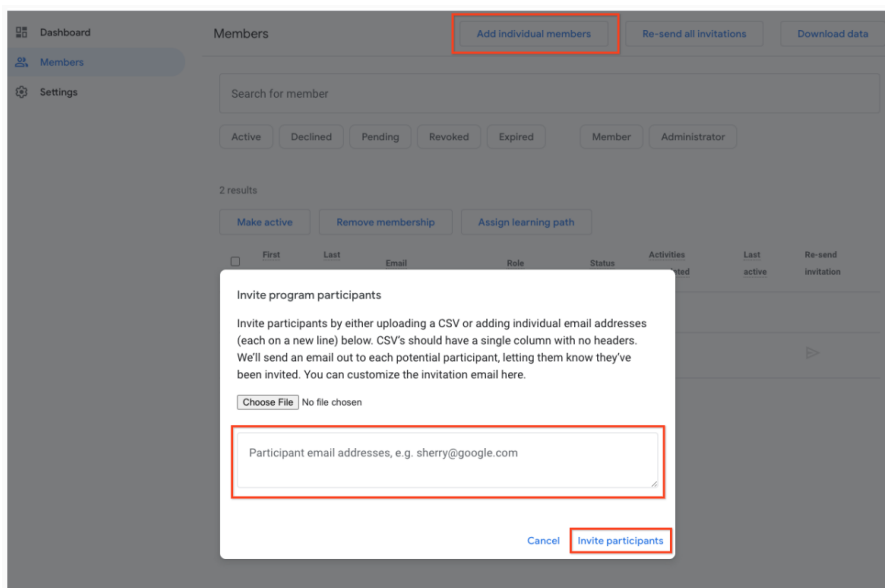 Dashboard
Members
Settings
Members
Add individual members
Re-send all invitations
Download data
Search for member
Active
Declined
Pending
Revoked
Expired
Member
Administrator
2 results
Make active
Remove membership
Assign learning path
First
Last
Email
Role
Status
Activities
ted
Last
active
Re-send
invitation
Invite program participants
Invite participants by either uploading a CSV or adding individual email addresses
(each on a new line) below. CSV's should have a single column with no headers.
We'll send an email out to each potential participant, letting them know they've
been invited. You can customize the invitation email here.
Choose File No file chosen
Participant email addresses, e.g. sherry@google.com
Cancel
Invite participants